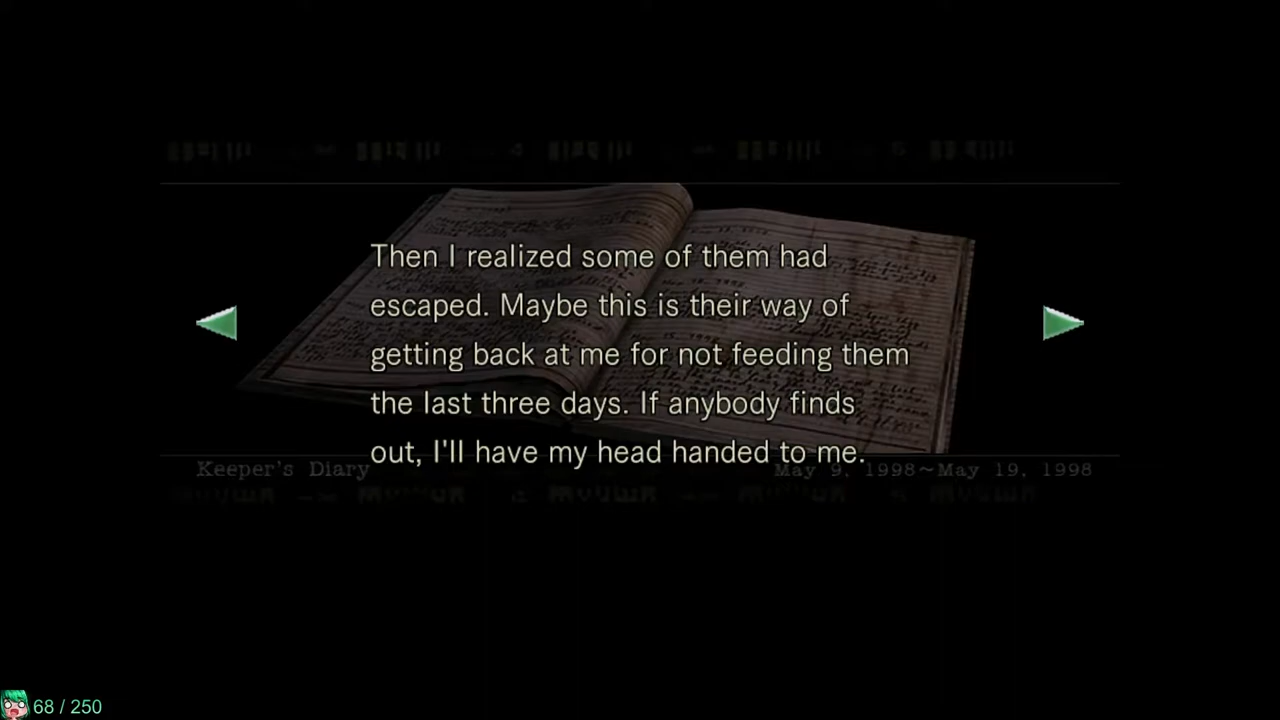 Then I realized some of them had
escaped. Maybe this is their way of
getting back at me for not feeding them
the last three days. If anybody finds
out, I'll have my head handed to me.
Keeper's Diary
May 9, 1998~May 19, 1998
68 / 250